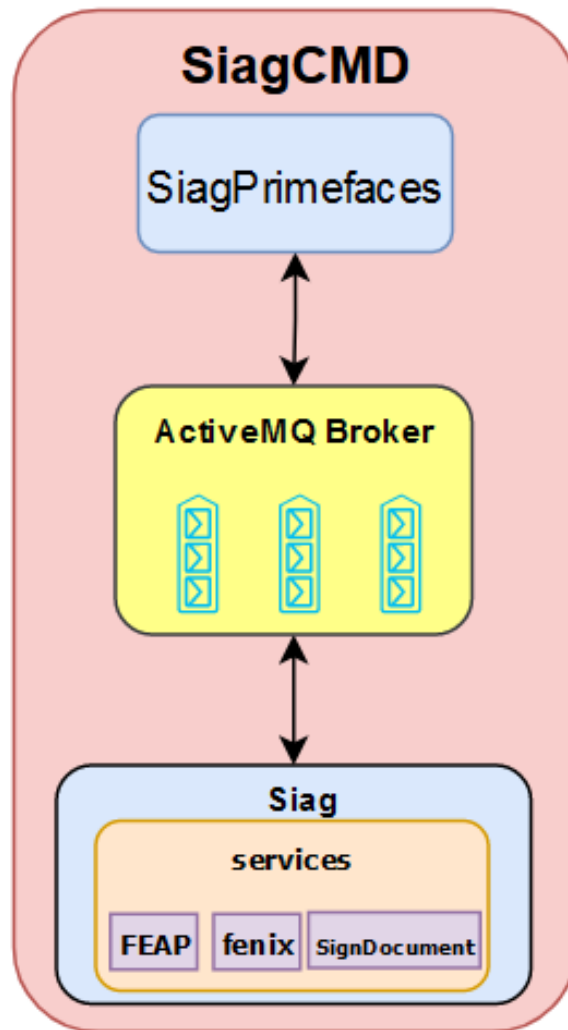 SiagCMD
SiagPrimefaces
ActiveMQ Broker
Siag
services
FEAP
fenix
SignDocument